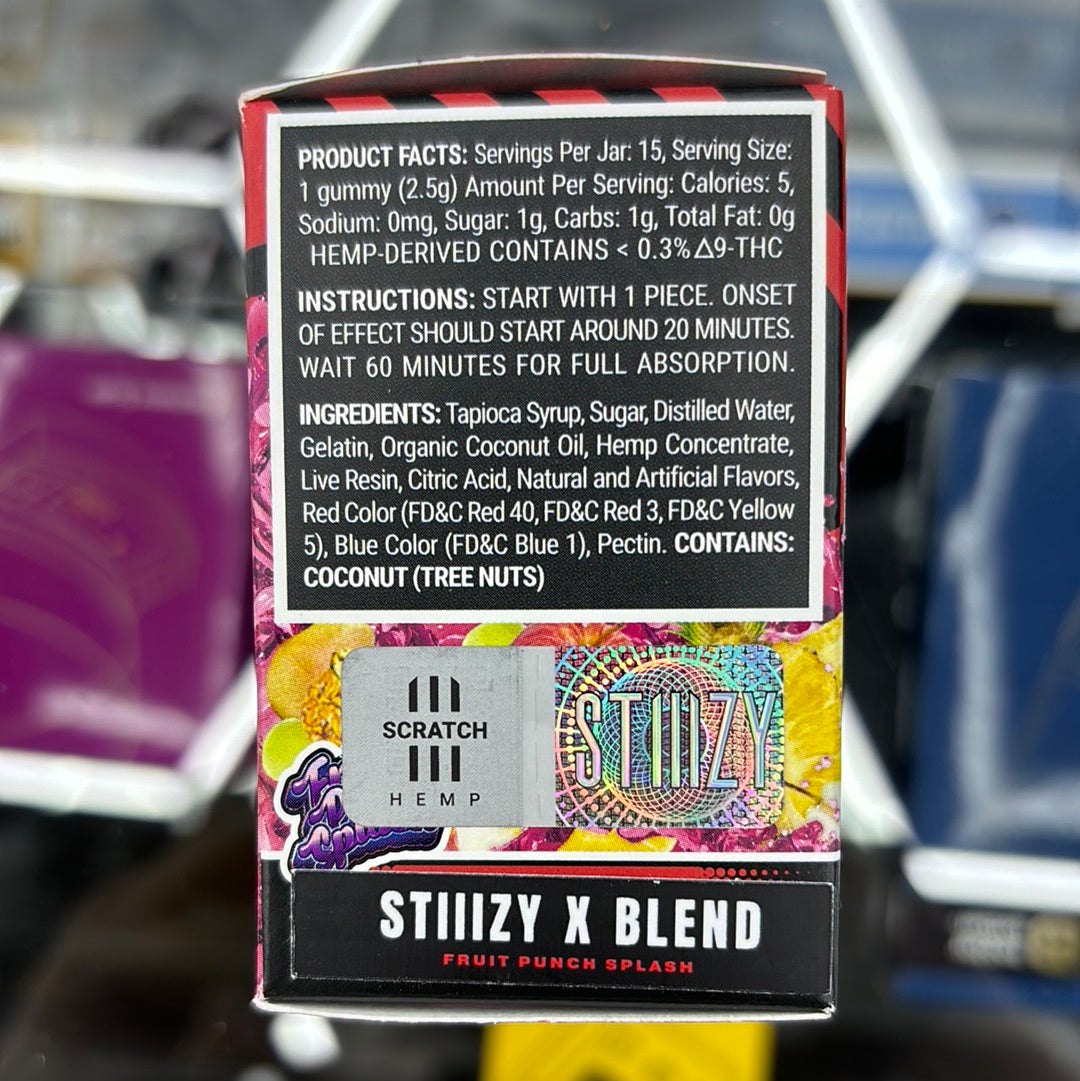 PRODUCT FACTS: Servings Per Jar: 15, Serving Size:
1 gummy (2.5g) Amount Per Serving: Calories: 5,
Sodium: 0mg, Sugar: 1g, Carbs: 1g, Total Fat: 0g
HEMP-DERIVED CONTAINS < 0.3% Δ9-THC
INSTRUCTIONS: START WITH 1 PIECE. ONSET
OF EFFECT SHOULD START AROUND 20 MINUTES.
WAIT 60 MINUTES FOR FULL ABSORPTION.
INGREDIENTS: Tapioca Syrup, Sugar, Distilled Water,
Gelatin, Organic Coconut Oil, Hemp Concentrate,
Live Resin, Citric Acid, Natural and Artificial Flavors,
Red Color (FD&C Red 40, FD&C Red 3, FD&C Yellow
5), Blue Color (FD&C Blue 1), Pectin. CONTAINS:
COCONUT (TREE NUTS)
SCRATCH
HEMP
STIIIZY
STIIIZY X BLEND
FRUIT PUNCH SPLASH